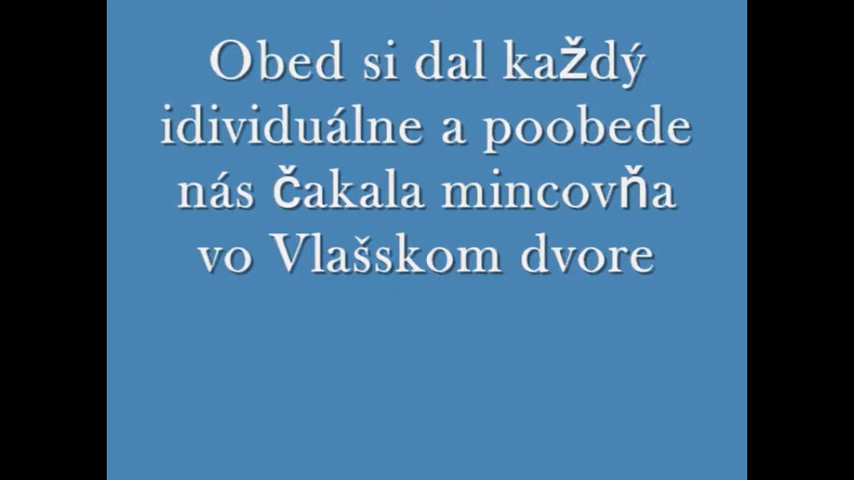 Obed si dal každý
idividuálne a poobede
nás čakala mincovňa
vo Vlašskom dvore